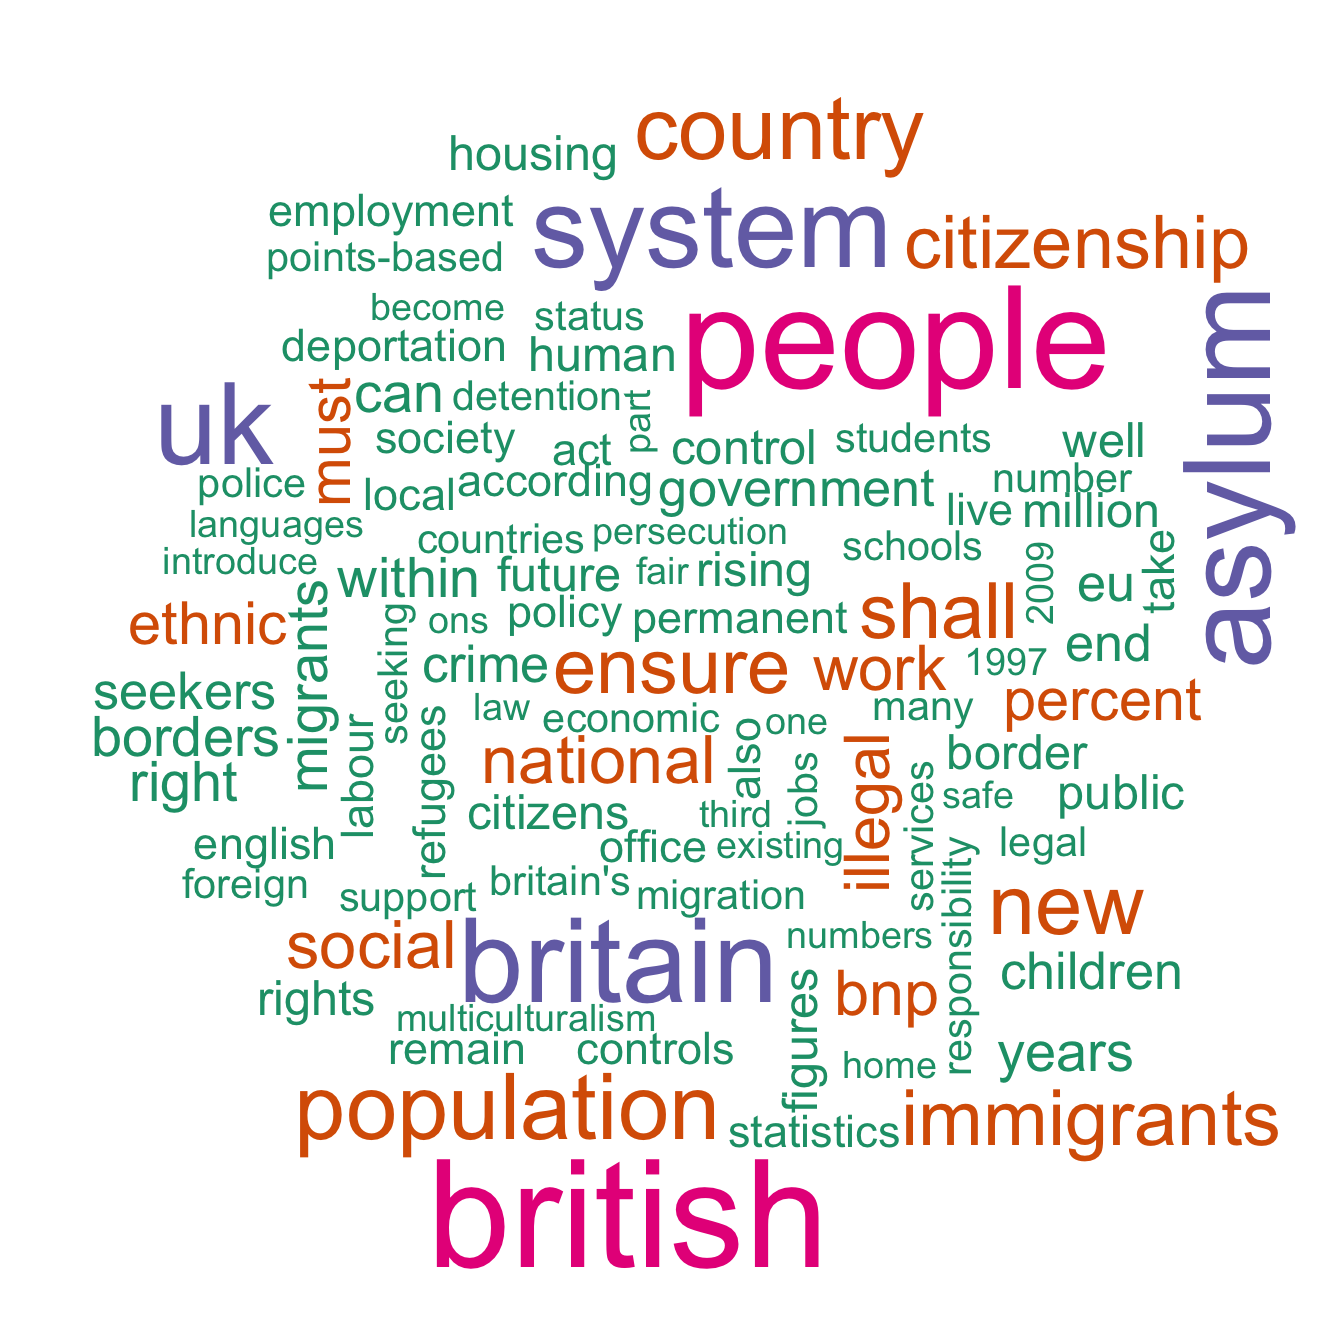 country
housing
employment
system
citizenship
points-based
people
asylum
become
status
deportation
human
uk
must
can
detention
part
society
act
control
students
well
police
local
according
government
number
live
million
languages
countries
persecution
schools
introduce
within
future
fair
rising
2009
eu
take
ethnic
migrants
seeking
ons
policy
permanent
shall
end
seekers
crime
ensure
work
1997
percent
borders
labour
refugees
law
economic
also
one
many
right
national
jobs
illegal
border
services
safe
public
citizens
third
english
office
existing
responsibility
legal
foreign
support
britain's
migration
new
social
britain
numbers
children
rights
figures
bnp
multiculturalism
remain
controls
home
years
population
statistics
immigrants
british